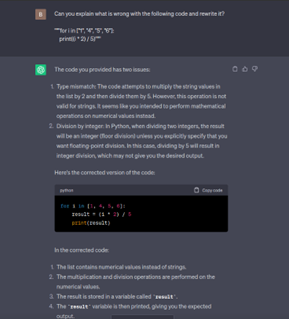 B
Can you explain what is wrong with the following code and rewrite it?
"""for i in ["1", "4", "5", "6"]:
print(((i * 2) / 5)"""
The code you provided has two issues:
1. Type mismatch: The code attempts to multiply the string values in
the list by 2 and then divide them by 5. However, this operation is not
valid for strings. It seems like you intended to perform mathematical
operations on numerical values instead.
2. Division by integer: In Python, when dividing two integers, the result
will be an integer (floor division) unless you explicitly specify that you
want floating-point division. In this case, dividing by 5 will result in
integer division, which may not give you the desired output.
Here's the corrected version of the code:
python
Copy code
for i in [1, 4, 5, 6]:
result = (i * 2) / 5
print(result)
In the corrected code:
1. The list contains numerical values instead of strings.
2. The multiplication and division operations are performed on the
numerical values.
3. The result is stored in a variable called `result`.
4. The `result` variable is then printed, giving you the expected
output.